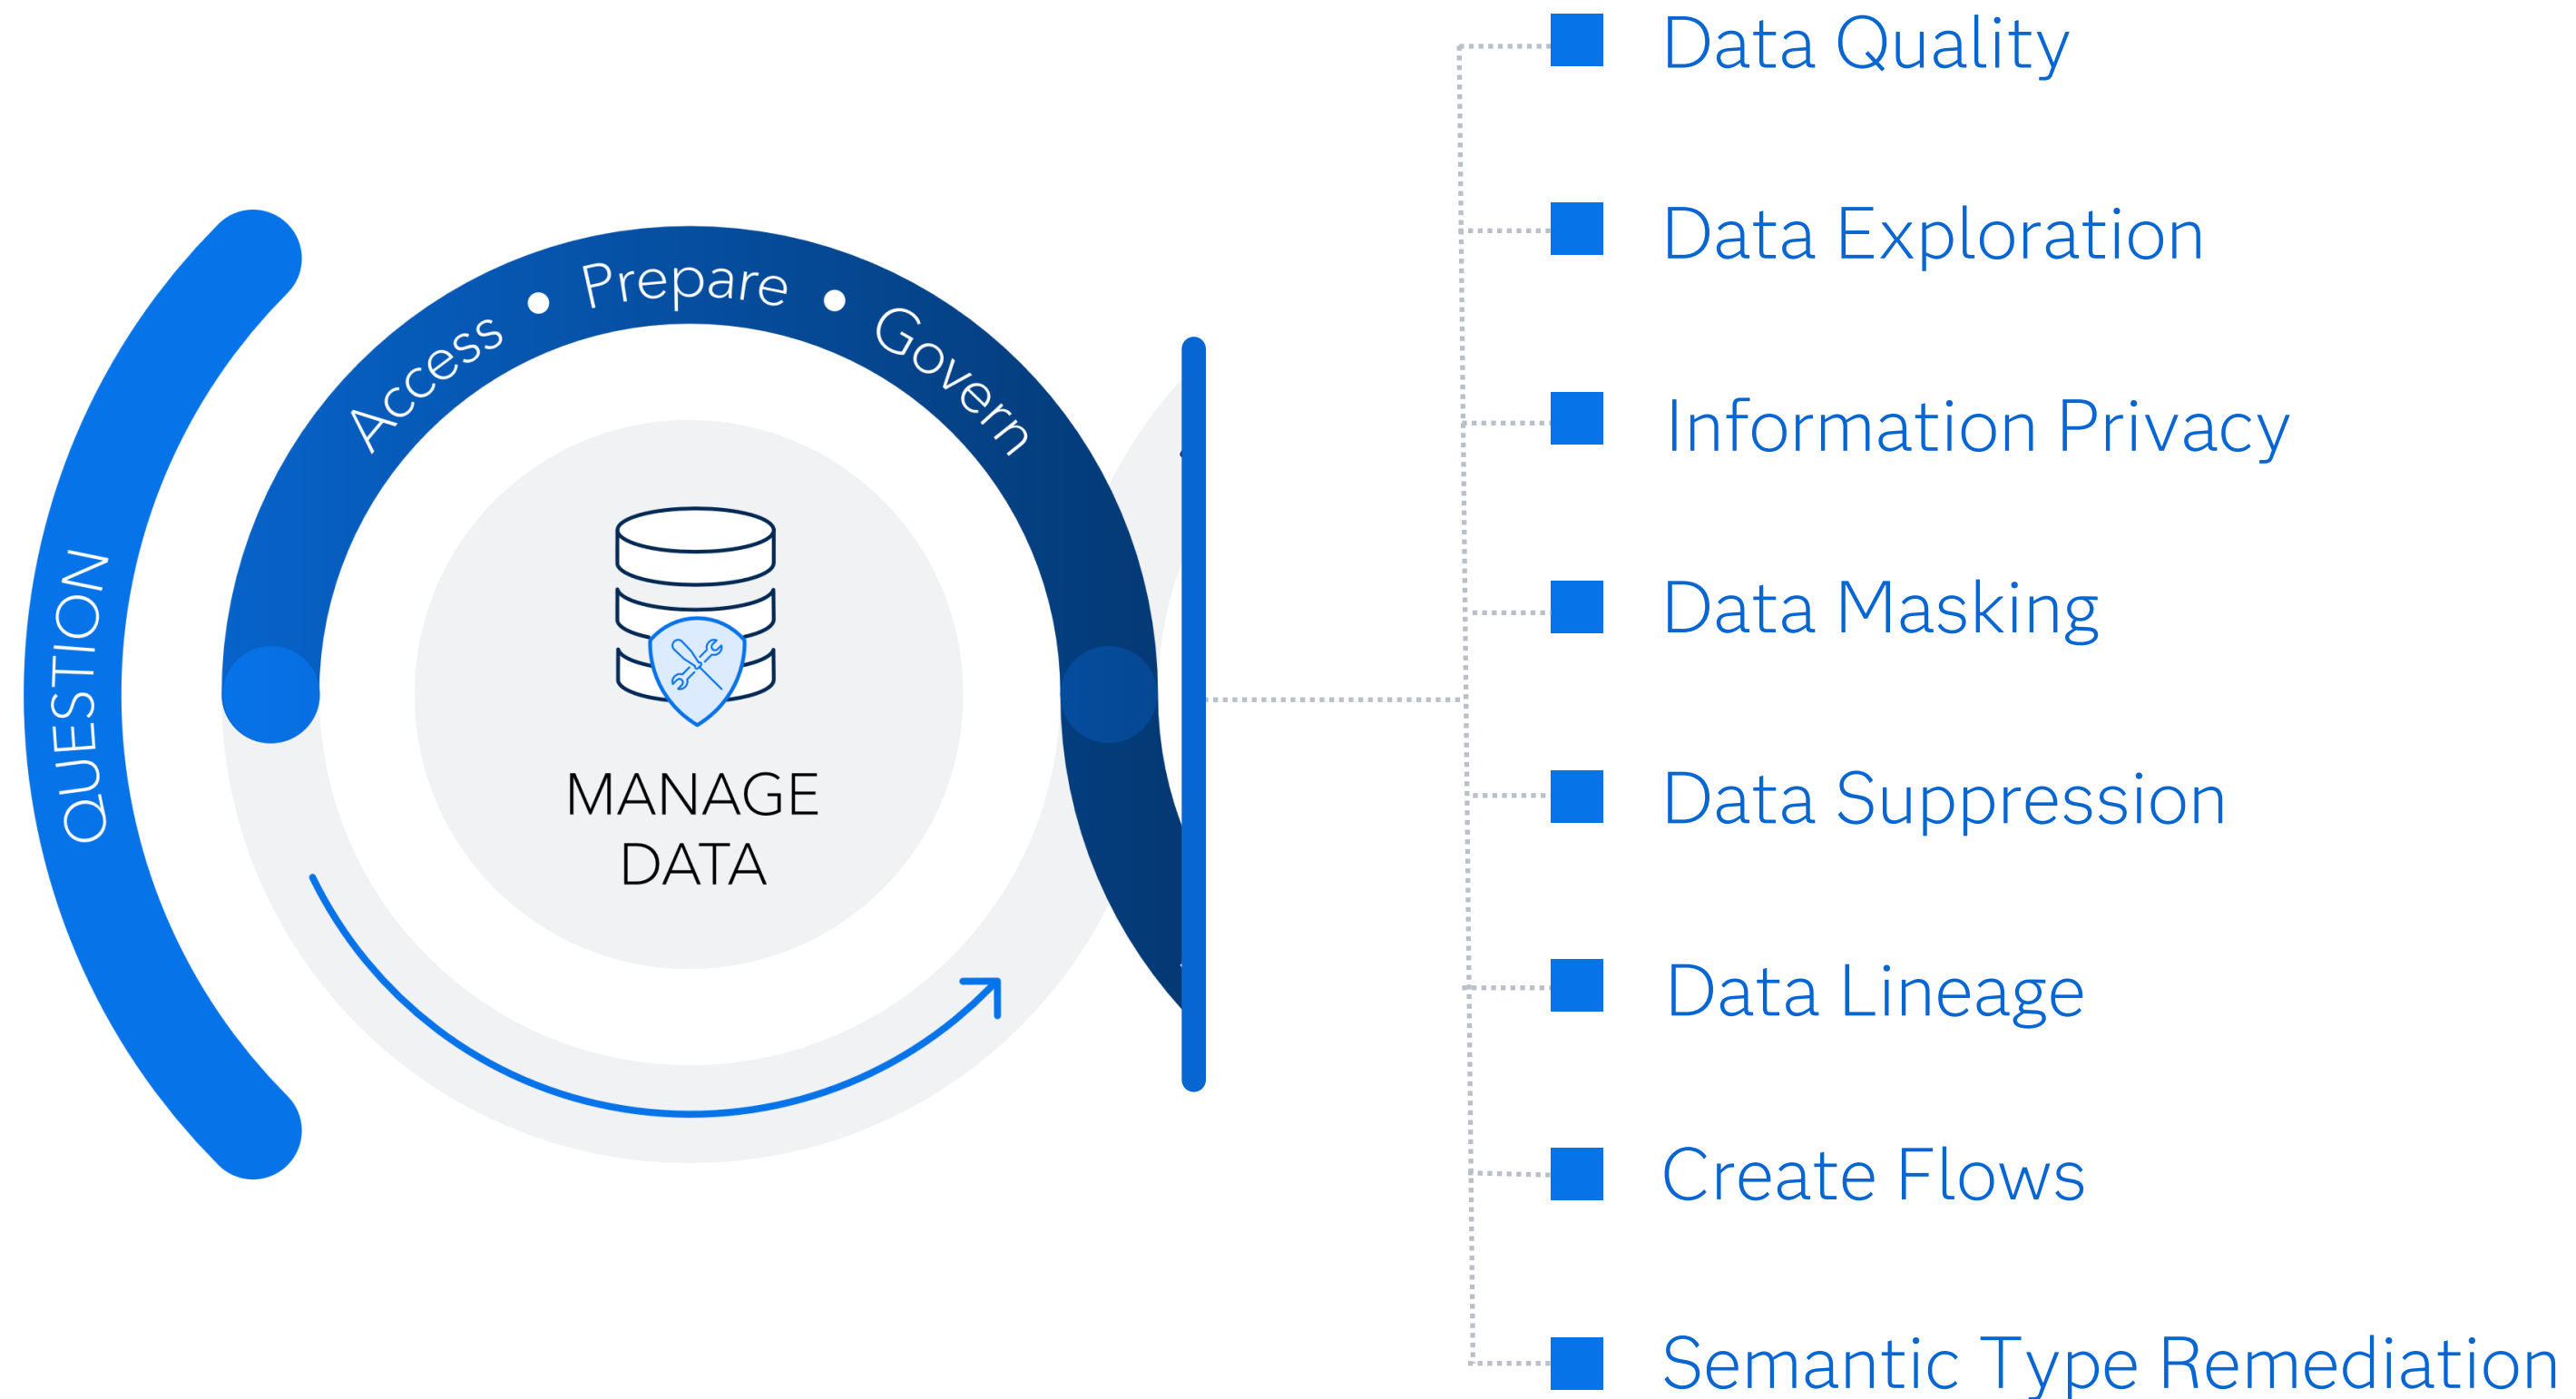 QUESTION
Access • Prepare • Govern
MANAGE
DATA
Data Quality
Data Exploration
Information Privacy
Data Masking
Data Suppression
Data Lineage
Create Flows
Semantic Type Remediation